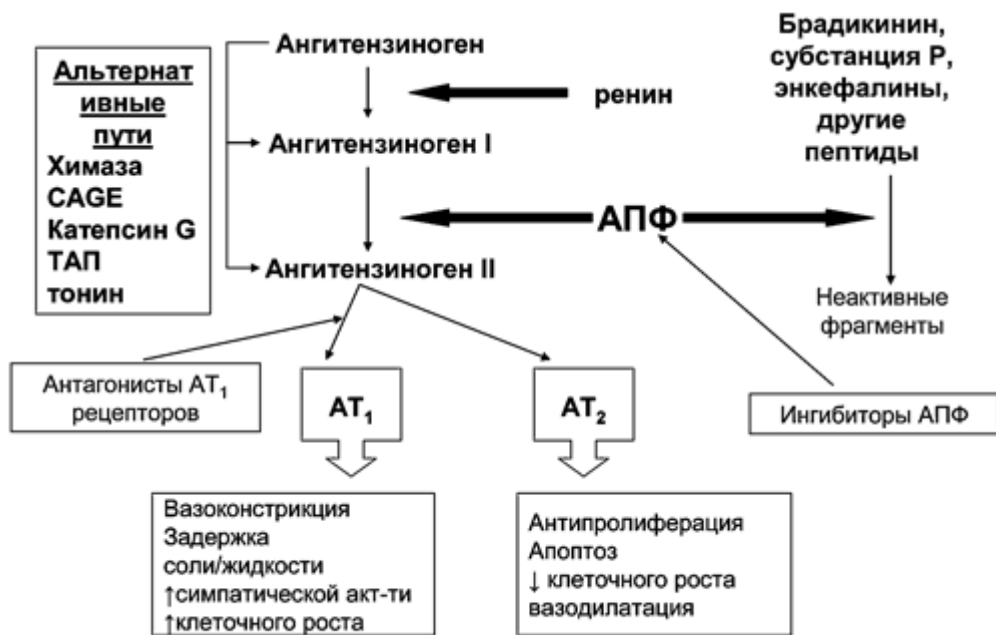 Альтернат
ивные
пути
Химаза
CAGE
Катепсин G
ТАП
тонин
Ангитензиноген
ренин
Ангитензиноген I
АПФ
Ангитензиноген II
Брадикинин,
субстанция P,
энкефалины,
другие
пептиды
Неактивные
фрагменты
Антагонисты АТ₁
рецепторов
АТ₁
АТ₂
Ингибиторы АПФ
Вазоконстрикция
Задержка
соли/жидкости
↑симпатической акт-ти
↑клеточного роста
Антипролиферация
Апоптоз
↓ клеточного роста
вазодилатация